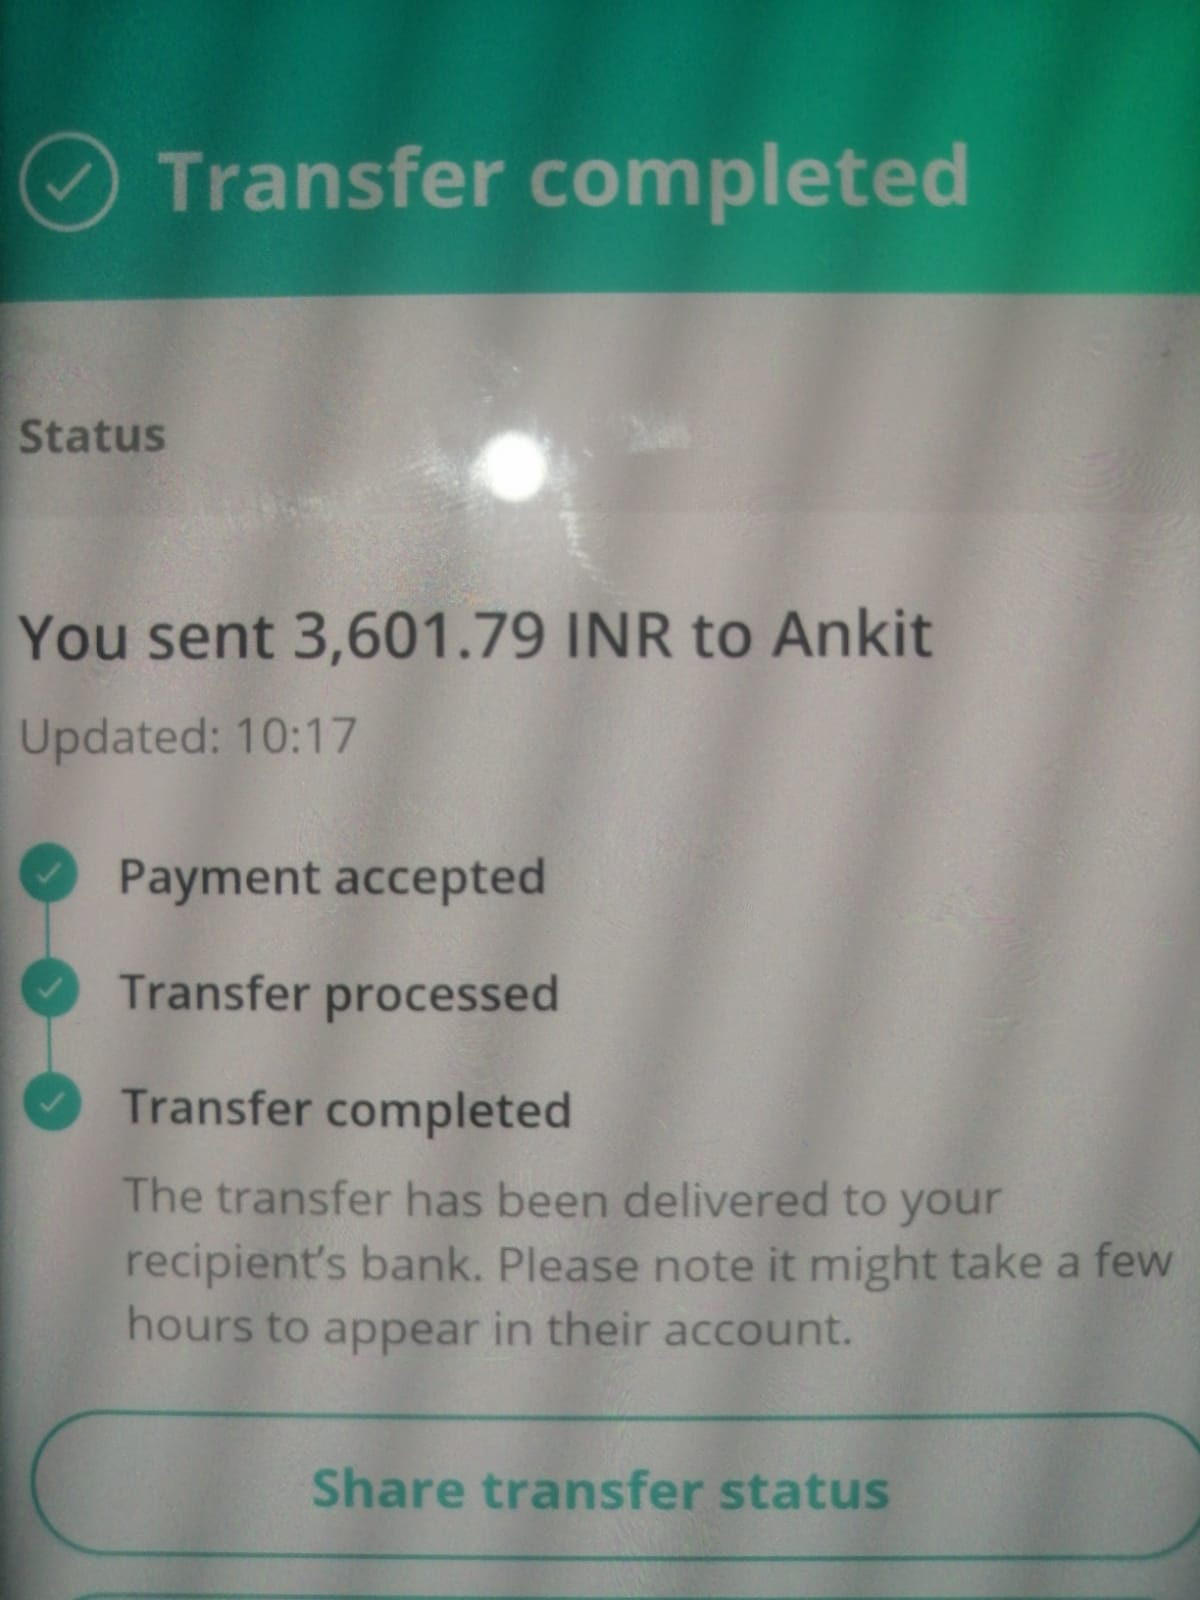 Transfer completed
Status
You sent 3,601.79 INR to Ankit
Updated: 10:17
Payment accepted
Transfer processed
Transfer completed
The transfer has been delivered to your
recipient's bank. Please note it might take a few
hours to appear in their account.
Share transfer status